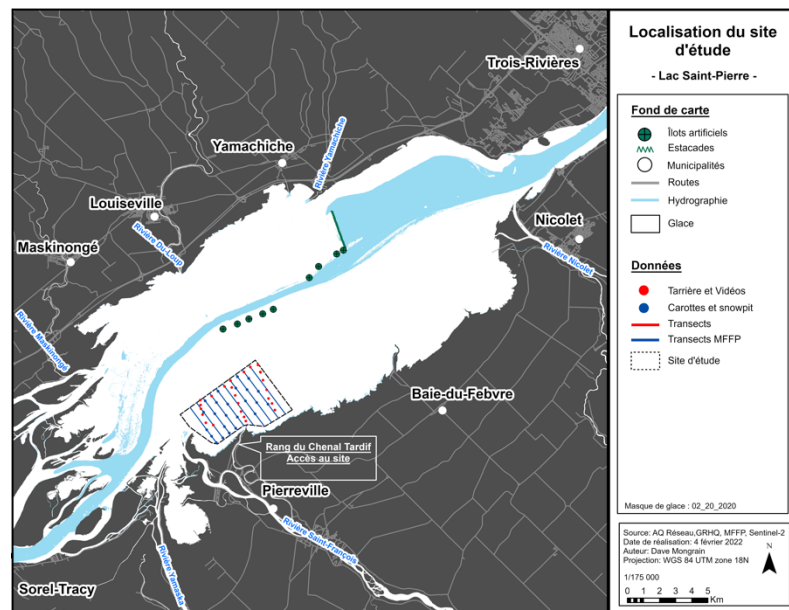 Trois-Rivières
Yamachiche
Rivière Yamachiche
Louiseville
Rivière Du-Loup
Maskinongé
Rivière Maskinongé
Nicolet
Rivière Nicolet
Baie-du-Febvre
Rang du Chenal Tardif
Accès au site
Pierreville
Rivière Saint-François
Rivière Yamaska
Sorel-Tracy
Localisation du site
d'étude
- Lac Saint-Pierre -
Fond de carte
Îlots artificiels
Estacades
Municipalités
Routes
Hydrographie
Glace
Données
Tarrière et Vidéos
Carottes et snowpit
Transects
Transects MFFP
Site d'étude
Masque de glace : 02_20_2020
Source: AQ Réseau,GRHQ, MFFP, Sentinel-2
Date de réalisation: 4 février 2022
Auteur: Dave Mongrain
Projection: WGS 84 UTM zone 18N
1/175 000
N
0 1 2 3 4 5
Km